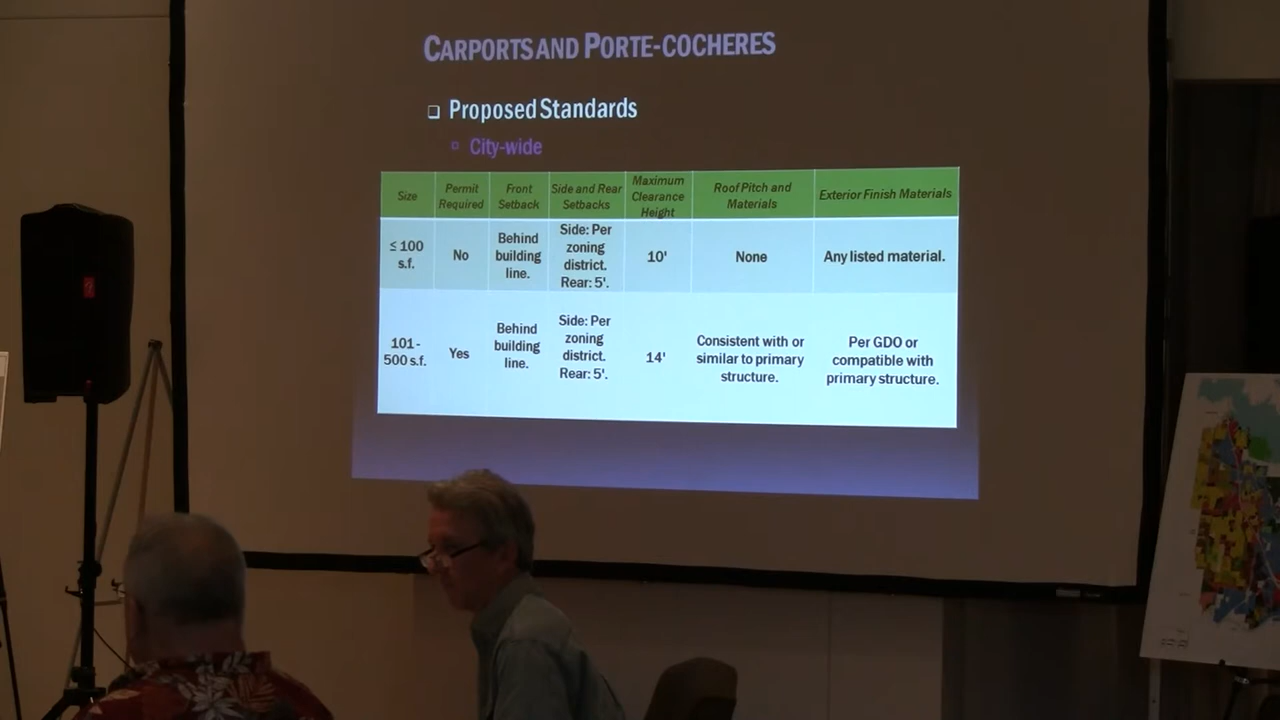 CARPORTS AND PORTE-COCHERES
Proposed Standards
City-wide
Size
Permit
Required
Front
Setback
Side and Rear
Setbacks
Maximum
Clearance
Height
Roof Pitch and
Materials
Exterior Finish Materials
≤ 100
s.f.
No
Behind
building
line.
Side: Per
zoning
district.
Rear: 5'.
10'
None
Any listed material.
101-
500 s.f.
Yes
Behind
building
line.
Side: Per
zoning
district.
Rear: 5'.
14'
Consistent with or
similar to primary
structure.
Per GDO or
compatible with
primary structure.